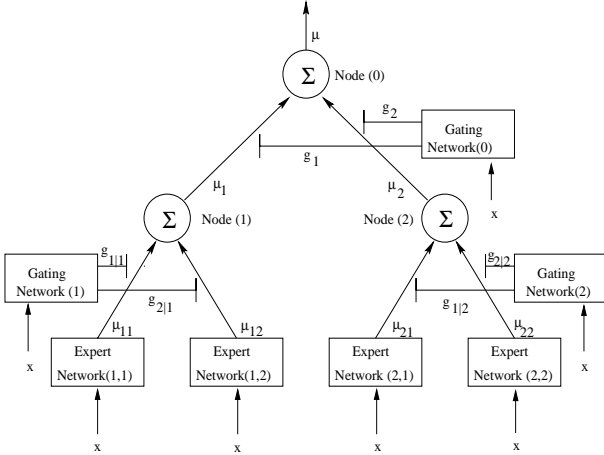 μ
Σ
Node (0)
g2
Gating
Network(0)
g1
x
μ1
μ2
Σ
Node (1)
Node (2)
Σ
g1|1
Gating
Network (1)
g2|1
g2|2
Gating
Network(2)
g1|2
x
x
μ11
μ12
μ21
μ22
Expert
Network(1,1)
Expert
Network(1,2)
Expert
Network (2,1)
Expert
Network (2,2)
x
x
x
x